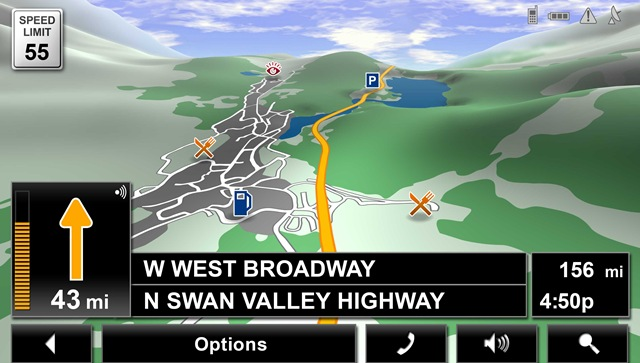 SPEED
LIMIT
55
P
W WEST BROADWAY
N SWAN VALLEY HIGHWAY
43 mi
156 mi
4:50p
Options